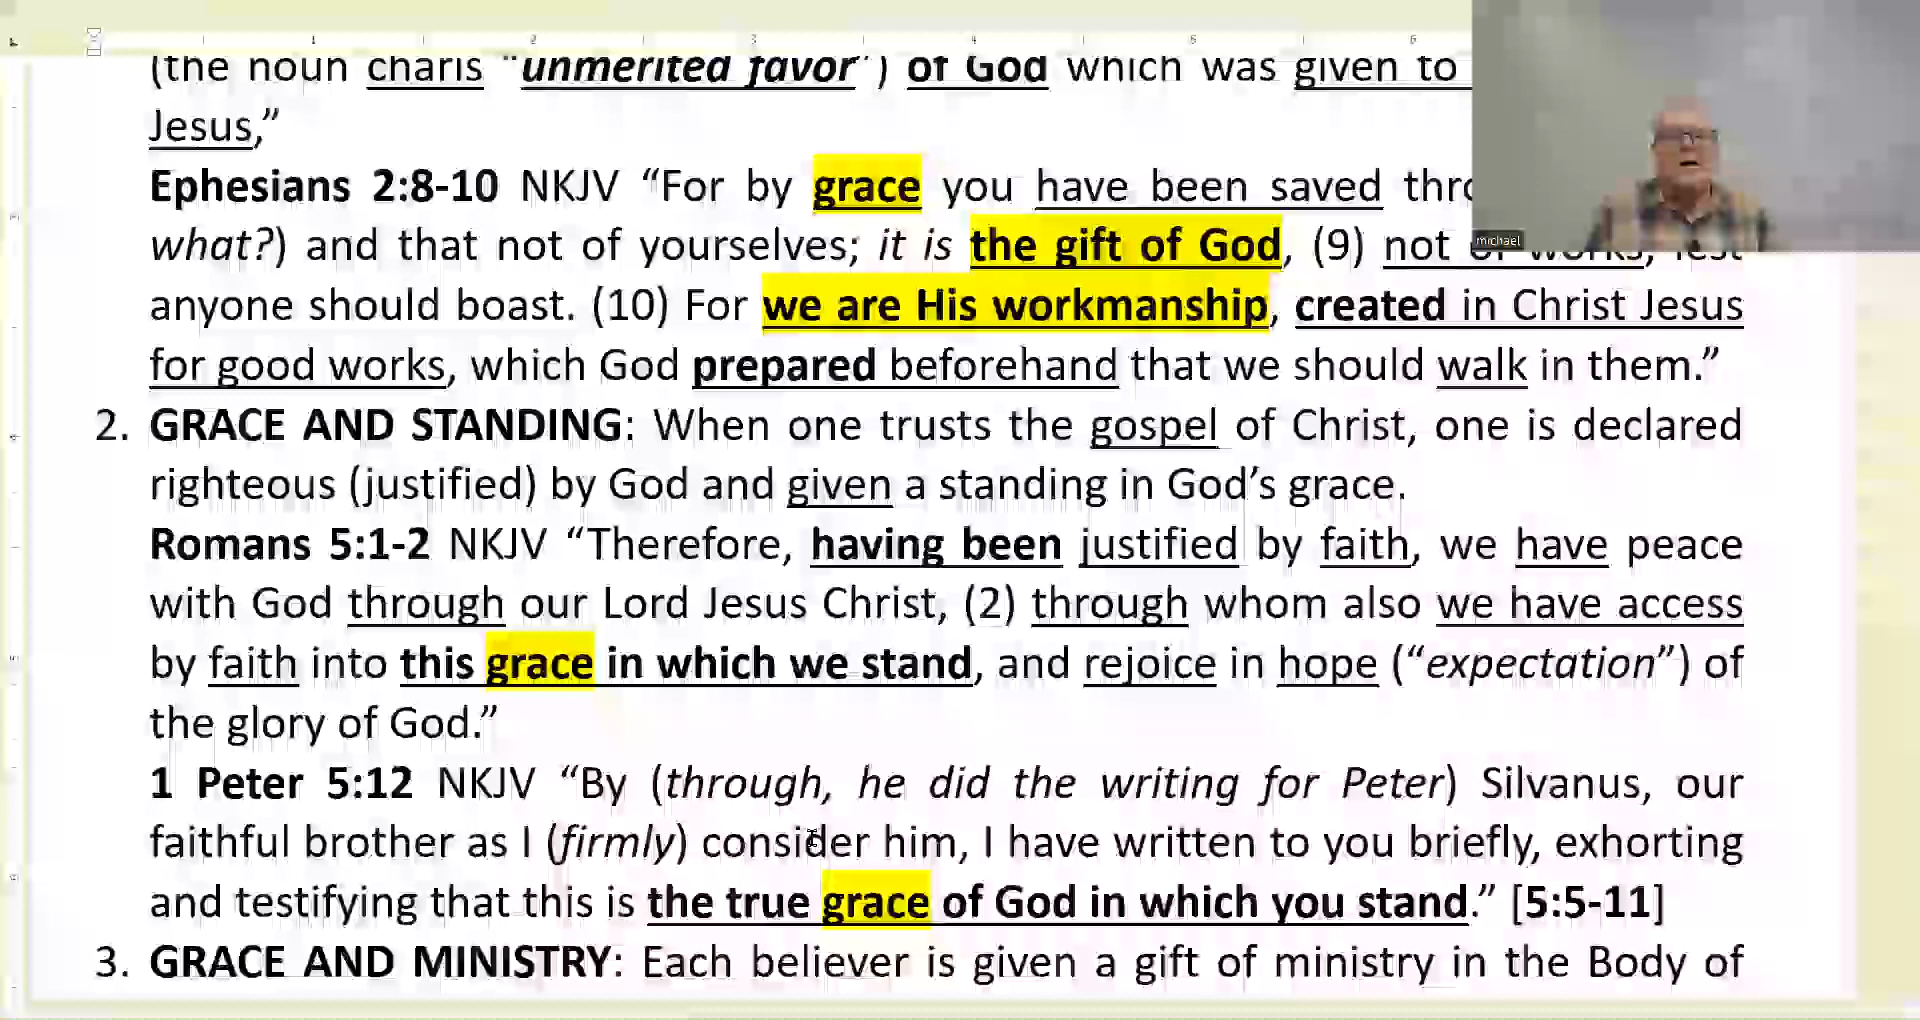 (the noun charis “unmerited favor”) of God which was given to
Jesus,”
Ephesians 2:8-10 NKJV “For by grace you have been saved
what?) and that not of yourselves; it is the gift of God, (9) not of works, lest
anyone should boast. (10) For we are His workmanship, created in Christ Jesus
for good works, which God prepared beforehand that we should walk in them.”
2. GRACE AND STANDING: When one trusts the gospel of Christ, one is declared
righteous (justified) by God and given a standing in God’s grace.
Romans 5:1-2 NKJV “Therefore, having been justified by faith, we have peace
with God through our Lord Jesus Christ, (2) through whom also we have access
by faith into this grace in which we stand, and rejoice in hope (“expectation”) of
the glory of God.”
1 Peter 5:12 NKJV “By (through, he did the writing for Peter) Silvanus, our
faithful brother as I (firmly) consider him, I have written to you briefly, exhorting
and testifying that this is the true grace of God in which you stand.” [5:5-11]
3. GRACE AND MINISTRY: Each believer is given a gift of ministry in the Body of
michael